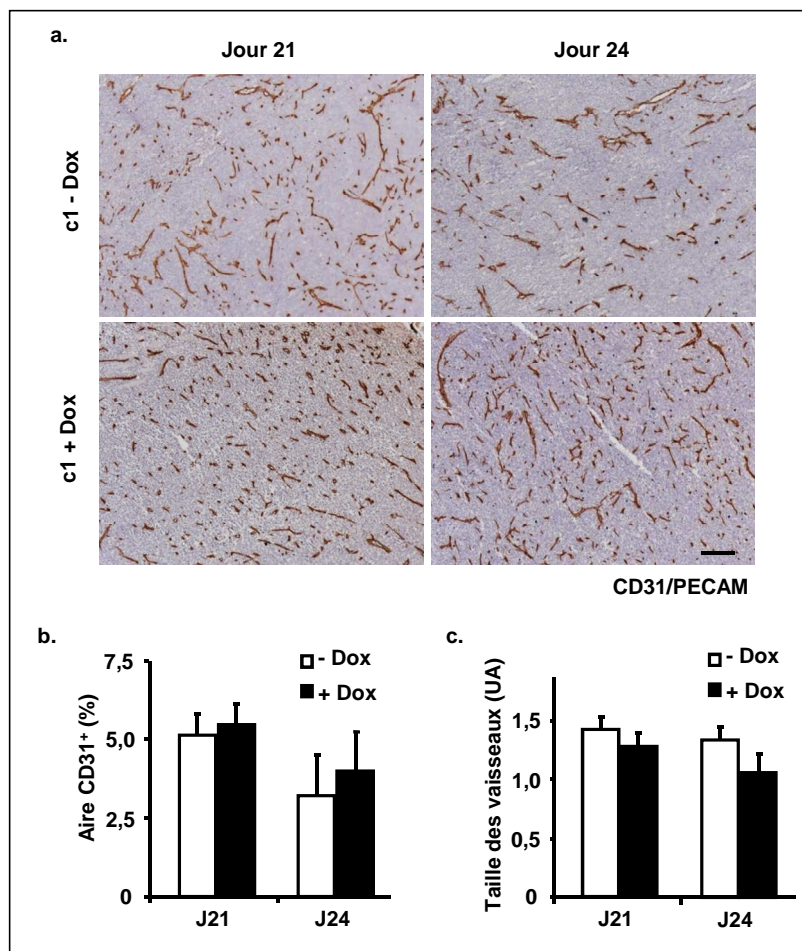 a.
Jour 21
Jour 24
c1 - Dox
c1 + Dox
CD31/PECAM
b.
7,5
5,0
2,5
0
Aire CD31+ (%)
- Dox
+ Dox
J21
J24
c.
1,5
1,0
0,5
0
Taille des vaisseaux (UA)
- Dox
+ Dox
J21
J24